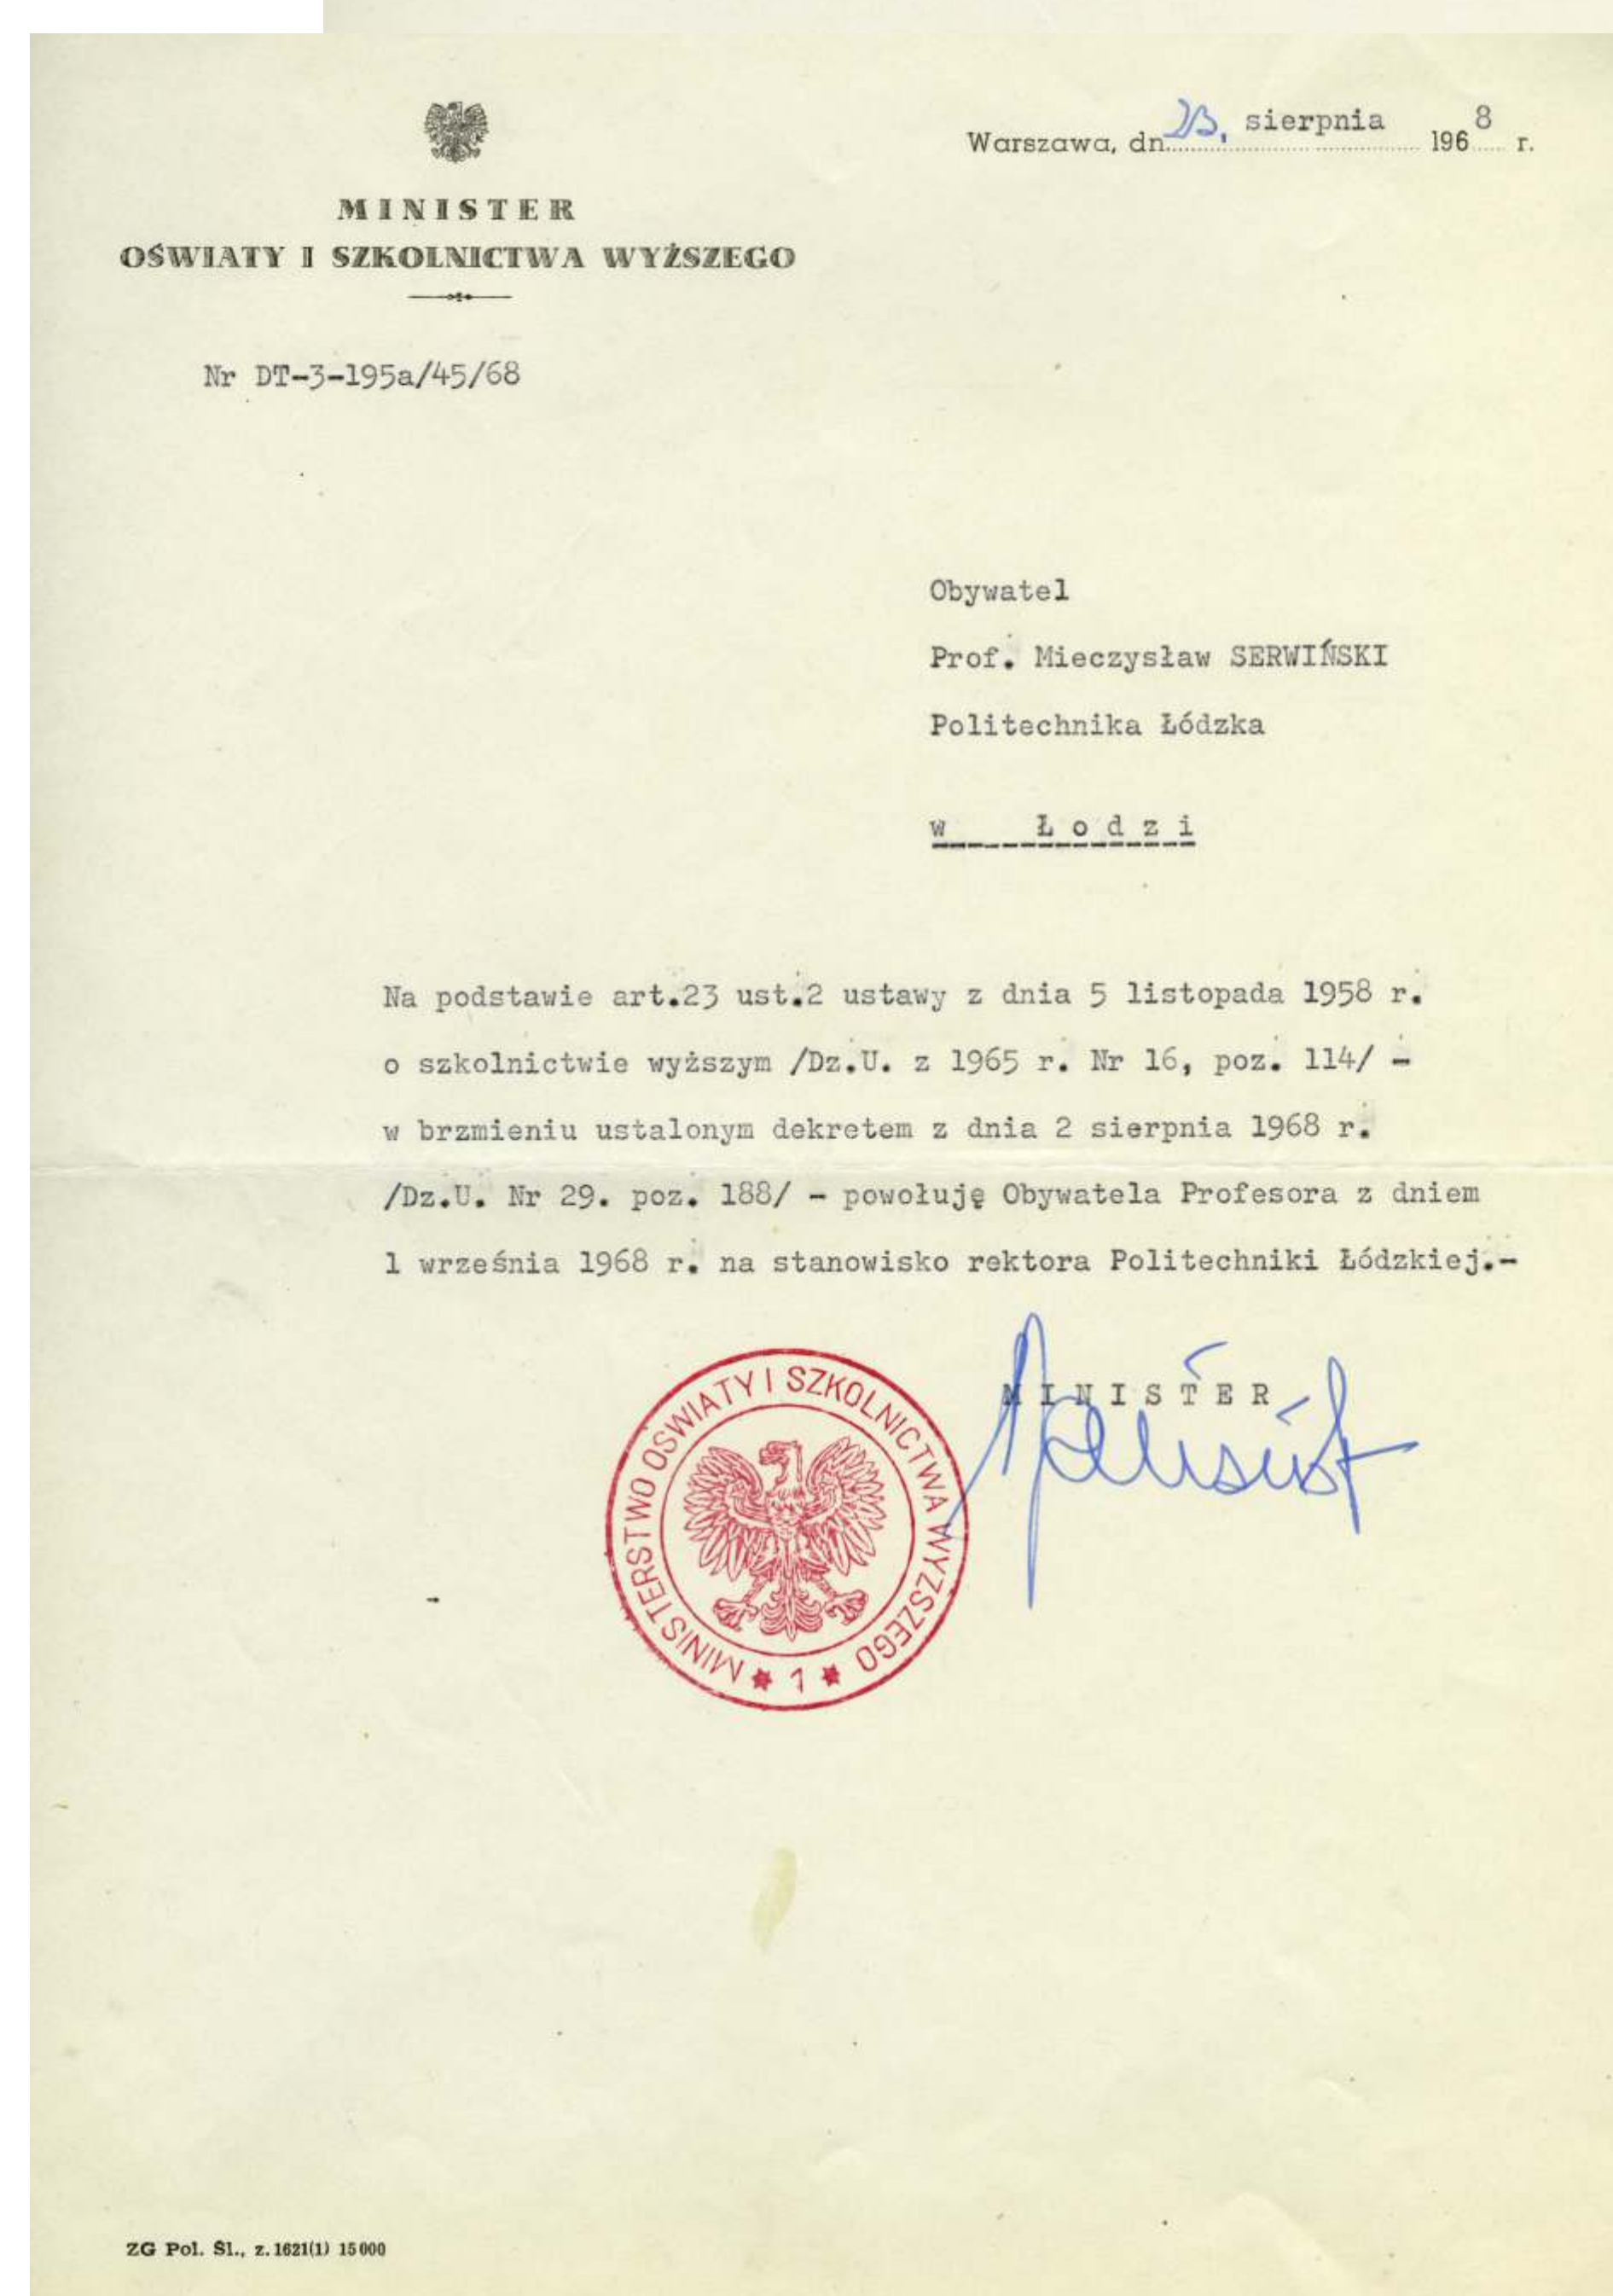 Warszawa, dn. 23, sierpnia 1968 r.
MINISTER
OŚWIATY I SZKOLNICTWA WYŻSZEGO
Nr DT-3-195a/45/68
Obywatel
Prof. Mieczysław SERWIŃSKI
Politechnika Łódzka
w Łodzi
Na podstawie art.23 ust.2 ustawy z dnia 5 listopada 1958 r.
o szkolnictwie wyższym /Dz.U. z 1965 r. Nr 16, poz. 114/ -
w brzmieniu ustalonym dekretem z dnia 2 sierpnia 1968 r.
/Dz.U. Nr 29. poz. 188/ - powołuję Obywatela Profesora z dniem
1 września 1968 r. na stanowisko rektora Politechniki Łódzkiej.-
MINISTER
MINISTERSTWO OŚWIATY I SZKOLNICTWA WYŻSZEGO * 1 *
ZG Pol. Śl., z. 1621(1) 15000